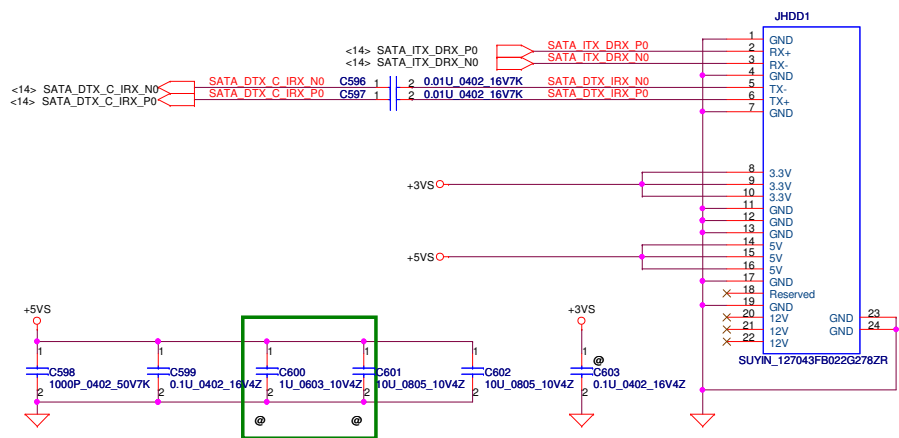 JHDD1
1 GND
<14> SATA_ITX_DRX_P0 SATA_ITX_DRX_P0 2 RX+
<14> SATA_ITX_DRX_N0 SATA_ITX_DRX_N0 3 RX-
4 GND
<14> SATA_DTX_C_IRX_N0 SATA_DTX_C_IRX_N0 C596 1 2 0.01U_0402_16V7K SATA_DTX_IRX_N0 5 TX-
<14> SATA_DTX_C_IRX_P0 SATA_DTX_C_IRX_P0 C597 1 2 0.01U_0402_16V7K SATA_DTX_IRX_P0 6 TX+
7 GND
8 3.3V
+3VS 9 3.3V
10 3.3V
11 GND
12 GND
13 GND
14 5V
+5VS 15 5V
16 5V
17 GND
18 Reserved
19 GND
20 12V GND 23
21 12V GND 24
22 12V
SUYIN_127043FB022G278ZR
+5VS +3VS
1 1 1 1 1 1 @
C598 C599 C600 C601 C602 C603
1000P_0402_50V7K 0.1U_0402_16V4Z 1U_0603_10V4Z 10U_0805_10V4Z 10U_0805_10V4Z 0.1U_0402_16V4Z
2 2 2 2 2 2
@ @